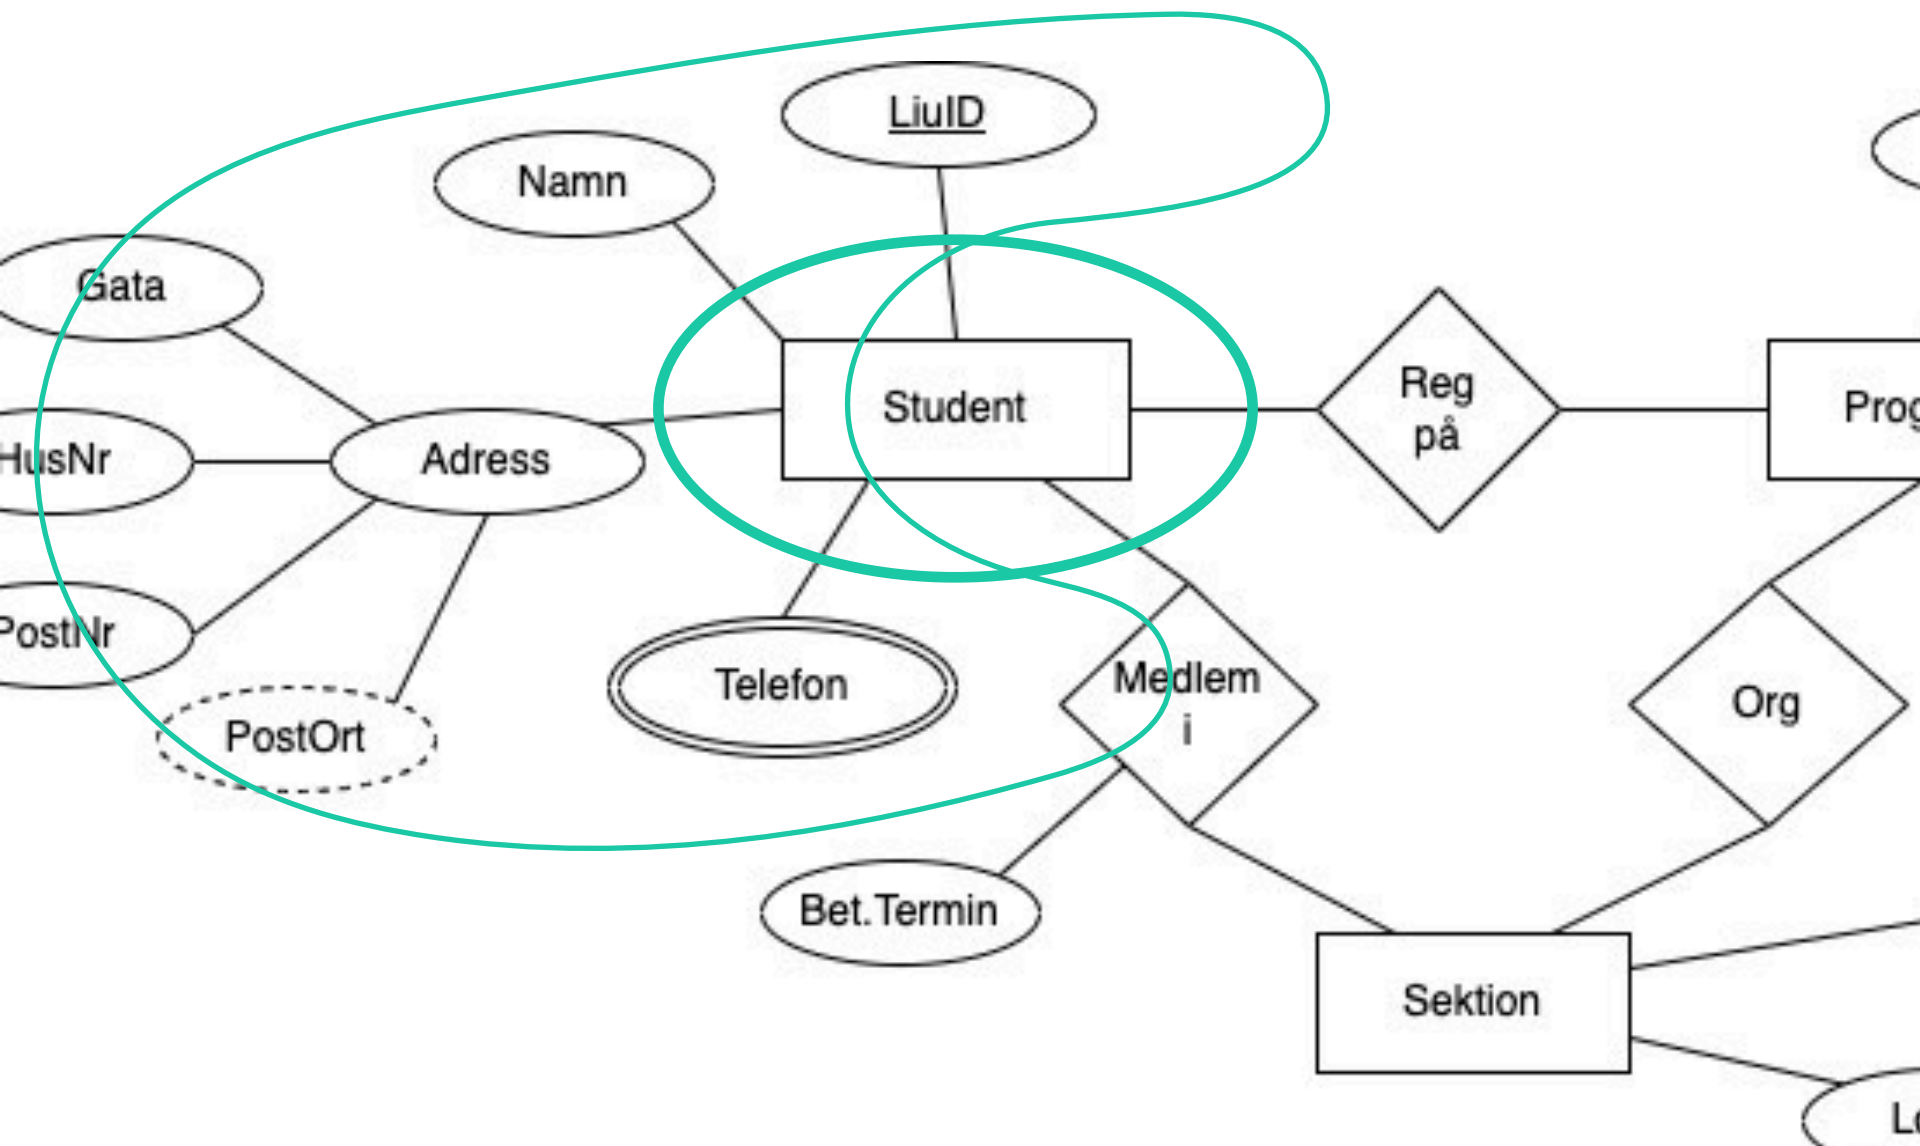 LiuID
Namn
Gata
Student
Reg
på
HusNr
Adress
PostNr
Telefon
Medlem
i
Org
PostOrt
Bet.Termin
Sektion